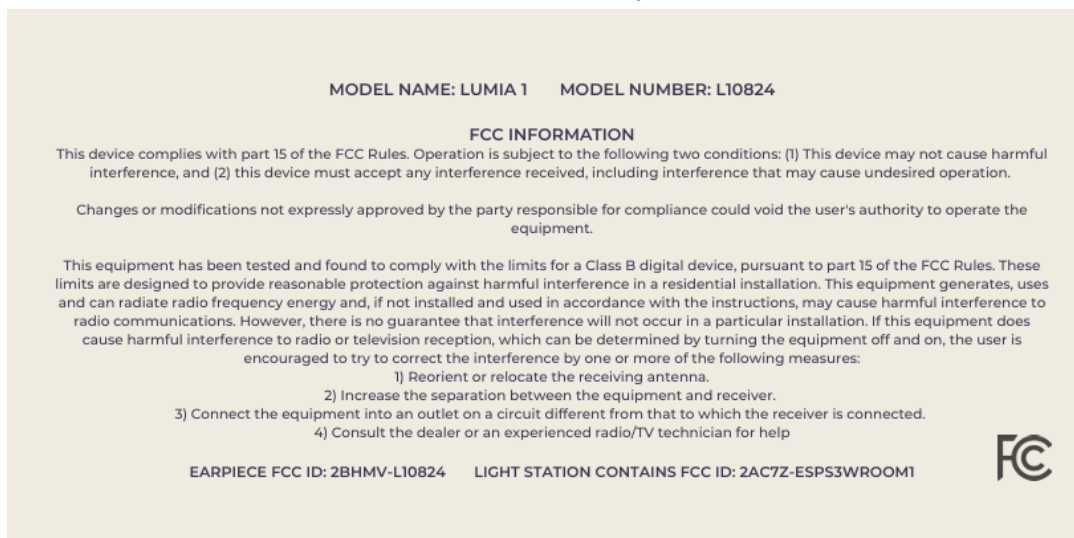 MODEL NAME: LUMIA 1 MODEL NUMBER: L10824
FCC INFORMATION
This device complies with part 15 of the FCC Rules. Operation is subject to the following two conditions: (1) This device may not cause harmful
interference, and (2) this device must accept any interference received, including interference that may cause undesired operation.
Changes or modifications not expressly approved by the party responsible for compliance could void the user's authority to operate the
equipment.
This equipment has been tested and found to comply with the limits for a Class B digital device, pursuant to part 15 of the FCC Rules. These
limits are designed to provide reasonable protection against harmful interference in a residential installation. This equipment generates, uses
and can radiate radio frequency energy and, if not installed and used in accordance with the instructions, may cause harmful interference to
radio communications. However, there is no guarantee that interference will not occur in a particular installation. If this equipment does
cause harmful interference to radio or television reception, which can be determined by turning the equipment off and on, the user is
encouraged to try to correct the interference by one or more of the following measures:
1) Reorient or relocate the receiving antenna.
2) Increase the separation between the equipment and receiver.
3) Connect the equipment into an outlet on a circuit different from that to which the receiver is connected.
4) Consult the dealer or an experienced radio/TV technician for help
EARPIECE FCC ID: 2BHMV-L10824 LIGHT STATION CONTAINS FCC ID: 2AC7Z-ESPS3WROOM1
FCC